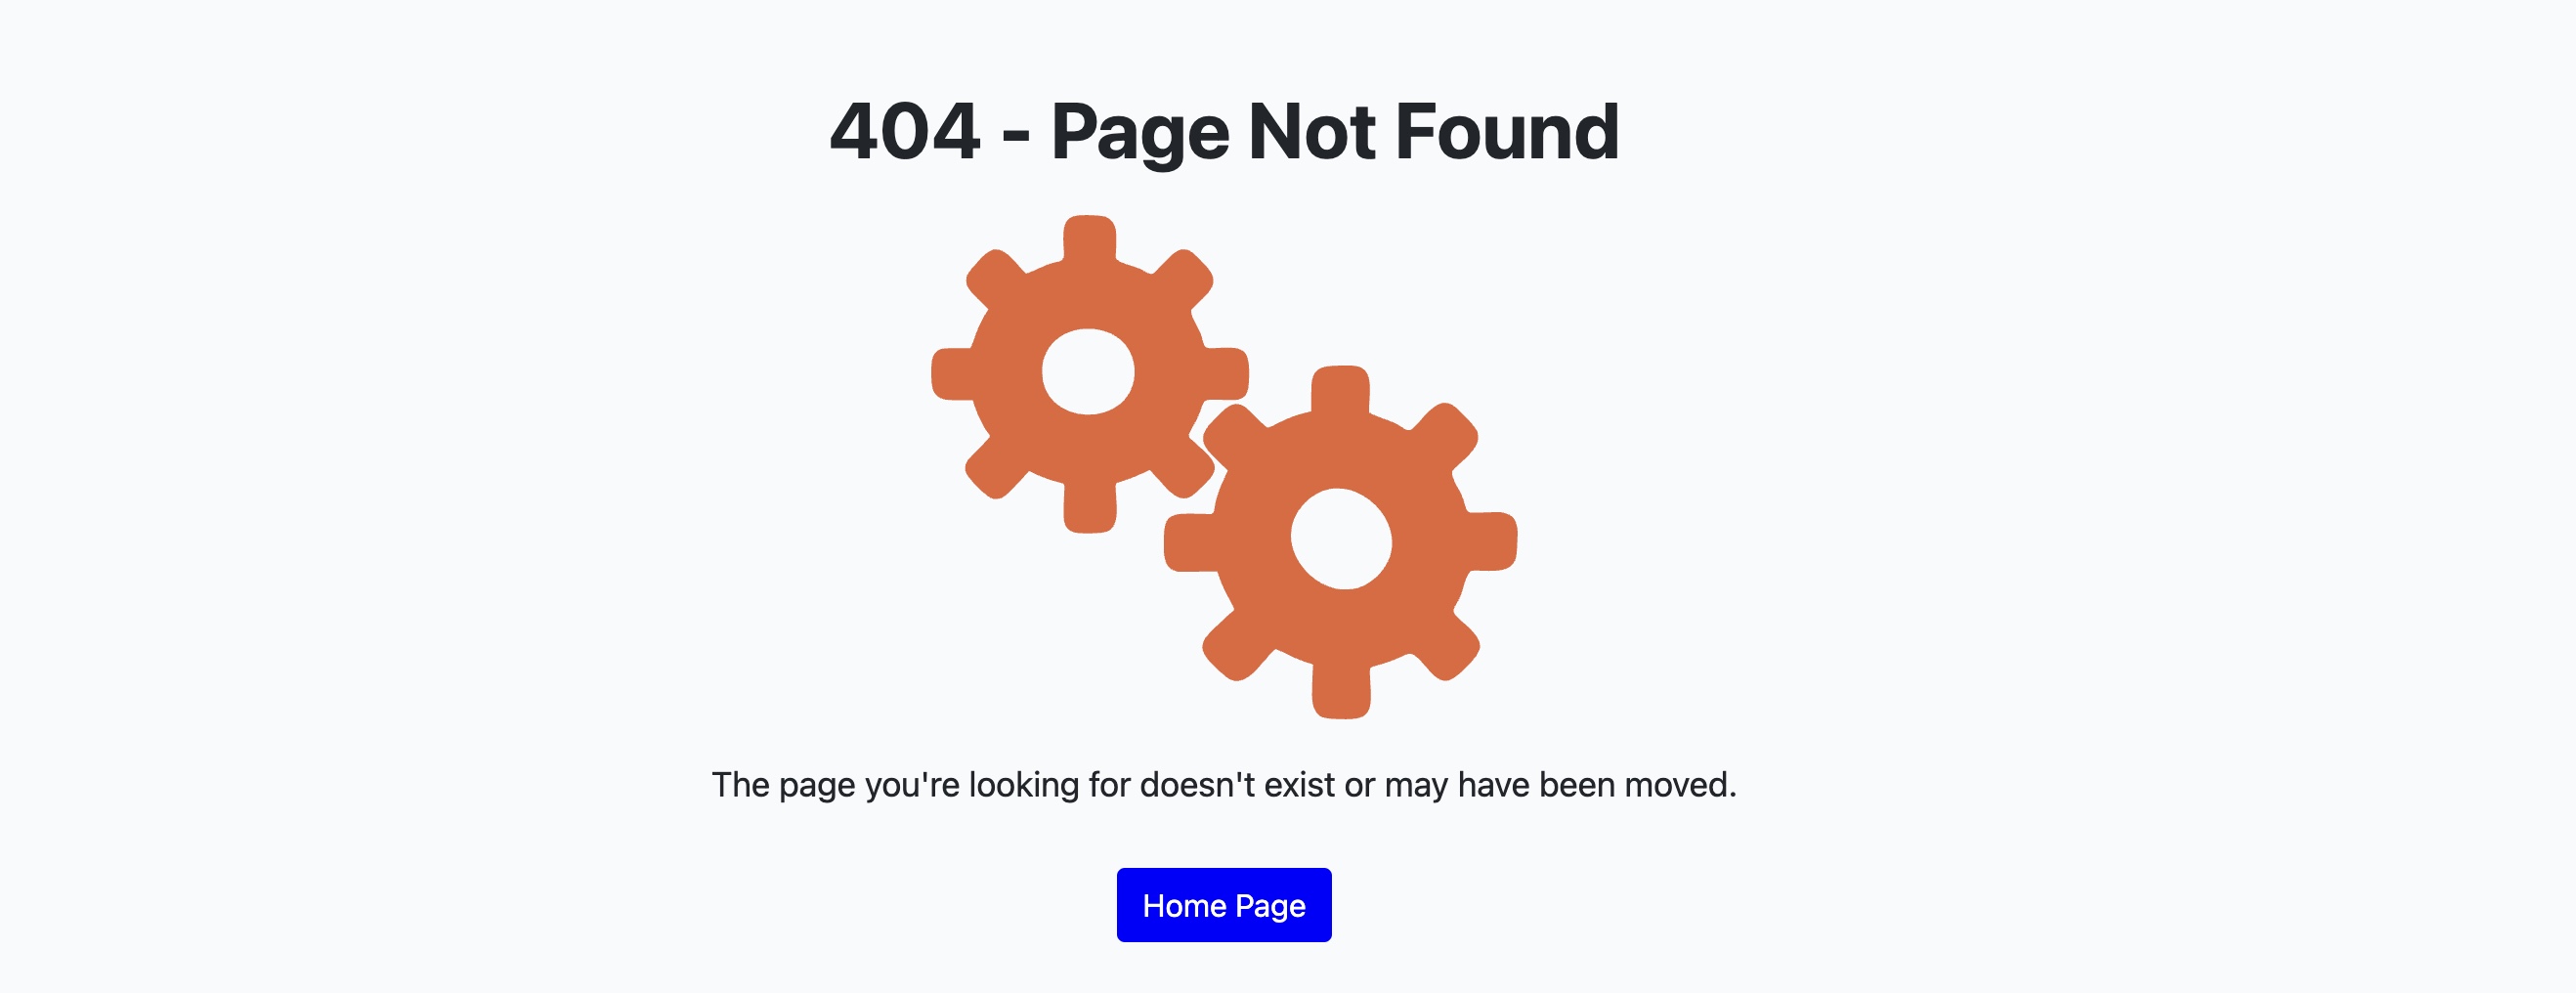 404 - Page Not Found
The page you're looking for doesn't exist or may have been moved.
Home Page